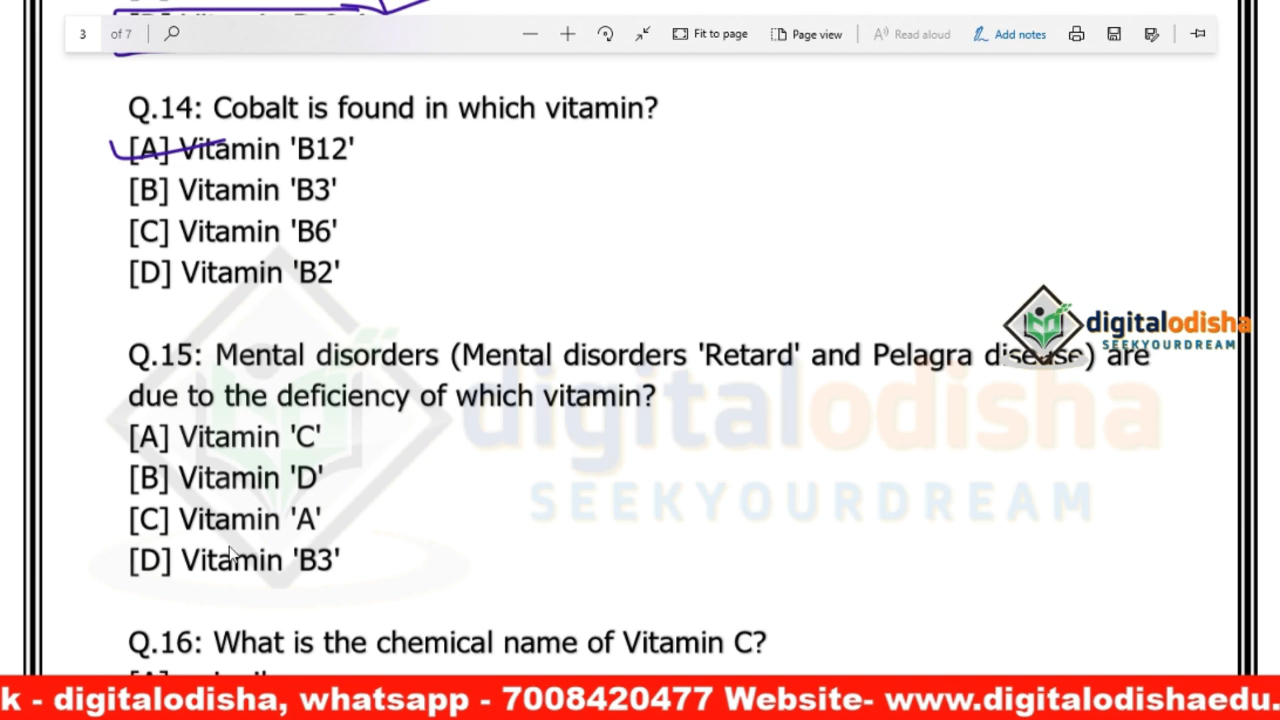 3 of 7 Fit to page Page view Read aloud Add notes
Q.14: Cobalt is found in which vitamin?
[A] Vitamin 'B12'
[B] Vitamin 'B3'
[C] Vitamin 'B6'
[D] Vitamin 'B2'
digitalodisha
SEEKYOURDREAM
Q.15: Mental disorders (Mental disorders 'Retard' and Pelagra disease) are
due to the deficiency of which vitamin?
[A] Vitamin 'C'
[B] Vitamin 'D'
[C] Vitamin 'A'
[D] Vitamin 'B3'
digitalodisha
SEEKYOURDREAM
Q.16: What is the chemical name of Vitamin C?
k - digitalodisha, whatsapp - 7008420477 Website- www.digitalodishaedu.